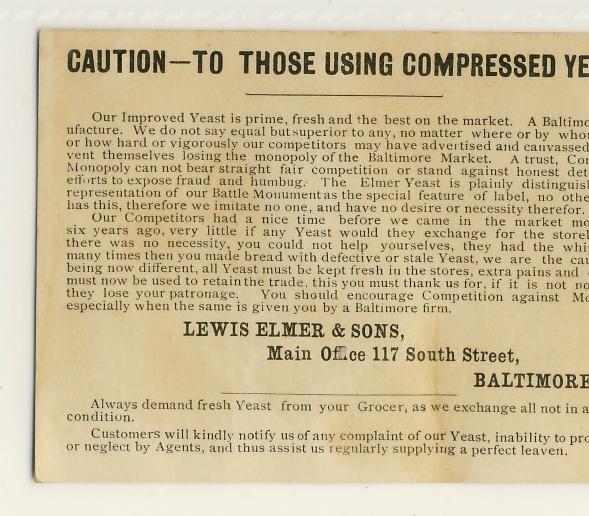 CAUTION—TO THOSE USING COMPRESSED YE
Our Improved Yeast is prime, fresh and the best on the market. A Baltimo
ufacture. We do not say equal but superior to any, no matter where or by whom
or how hard or vigorously our competitors may have advertised and canvassed
vent themselves losing the monopoly of the Baltimore Market. A trust, Com
Monopoly can not bear straight fair competition or stand against honest det
efforts to expose fraud and humbug. The Elmer Yeast is plainly distinguish
representation of our Battle Monument as the special feature of label, no othe
has this, therefore we imitate no one, and have no desire or necessity therefor.
Our Competitors had a nice time before we came in the market mo
six years ago, very little if any Yeast would they exchange for the storek
there was no necessity, you could not help yourselves, they had the whi
many times then you made bread with defective or stale Yeast, we are the cau
being now different, all Yeast must be kept fresh in the stores, extra pains and
must now be used to retain the trade, this you must thank us for, if it is not no
they lose your patronage. You should encourage Competition against Mo
especially when the same is given you by a Baltimore firm.
LEWIS ELMER & SONS,
Main Office 117 South Street,
BALTIMORE
Always demand fresh Yeast from your Grocer, as we exchange all not in a
condition.
Customers will kindly notify us of any complaint of our Yeast, inability to pro
or neglect by Agents, and thus assist us regularly supplying a perfect leaven.